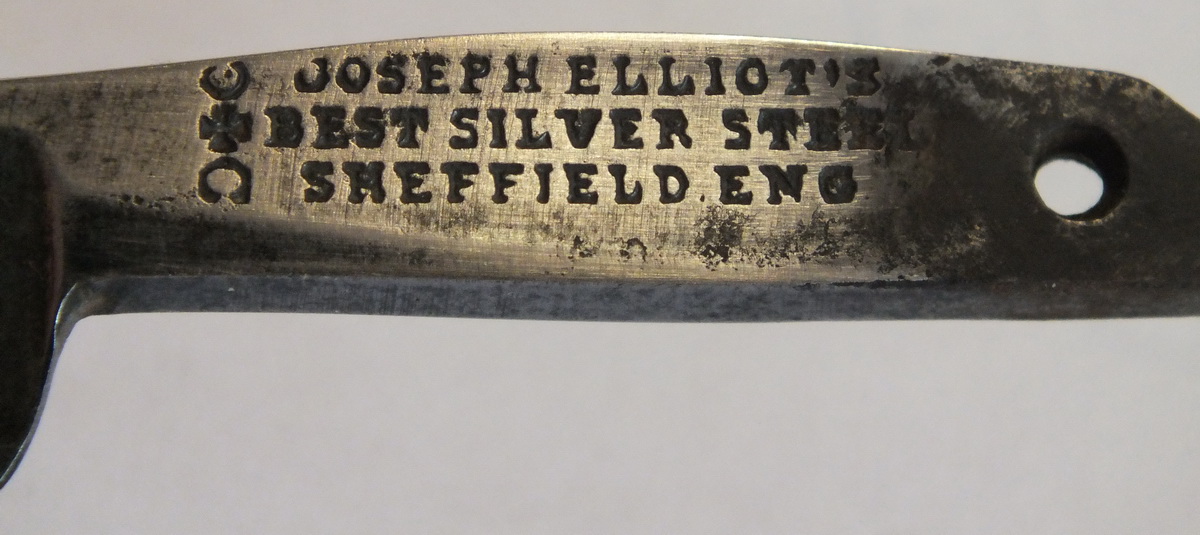 JOSEPH ELLIOT'S
BEST SILVER STEEL
SHEFFIELD.ENG